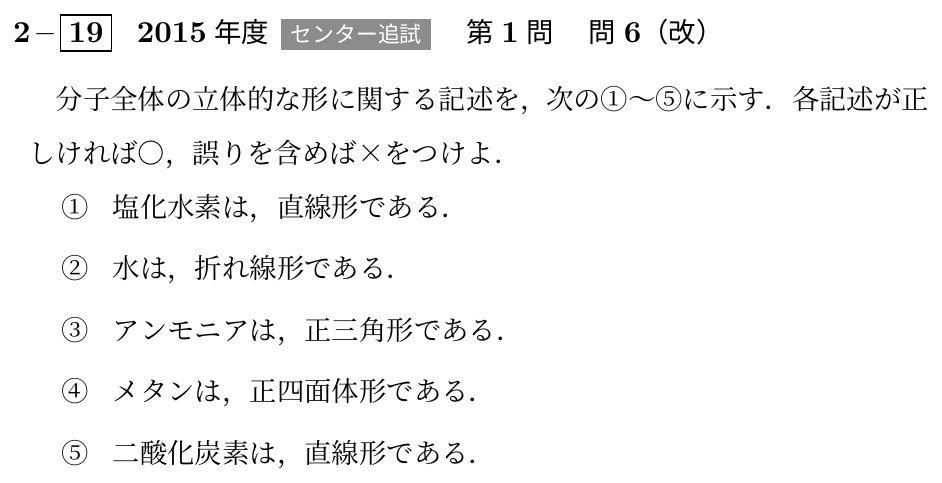 2－19 2015 年度 センター追試 第 1 問 問 6（改）
分子全体の立体的な形に関する記述を，次の①～⑤に示す．各記述が正
しければ○，誤りを含めば×をつけよ．
① 塩化水素は，直線形である．
② 水は，折れ線形である．
③ アンモニアは，正三角形である．
④ メタンは，正四面体形である．
⑤ 二酸化炭素は，直線形である．